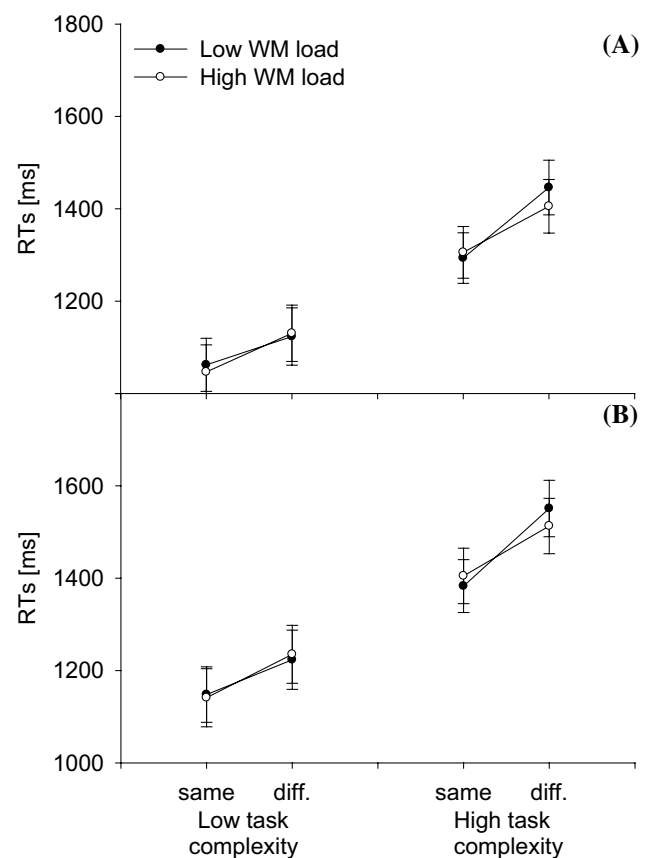 1800
(A)
Low WM load
High WM load
1600
RTs [ms]
1400
1200
(B)
1600
RTs [ms]
1400
1200
1000
same diff. same diff.
Low task High task
complexity complexity